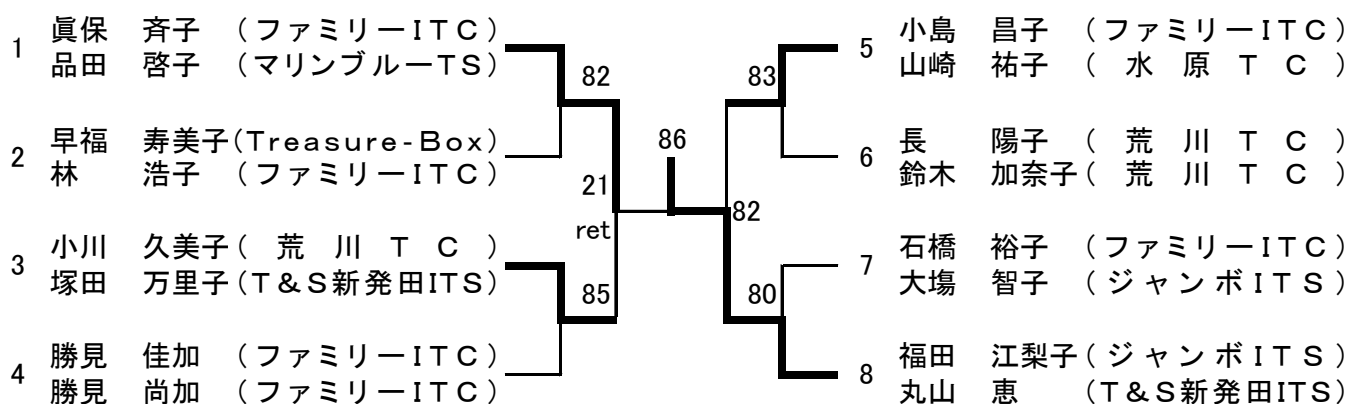 1
眞保　斉子　（ファミリーＩＴＣ）
品田　啓子　（マリンブルーTS）
82
2
早福　寿美子（Treasure-Box）
林　　浩子　（ファミリーＩＴＣ）
21
ret
3
小川　久美子（　荒　川　Ｔ　Ｃ　）
塚田　万里子（T＆S新発田ITS）
85
4
勝見　佳加　（ファミリーＩＴＣ）
勝見　尚加　（ファミリーＩＴＣ）
86
5
小島　昌子　（ファミリーＩＴＣ）
山崎　祐子　（　水　原　Ｔ　Ｃ　）
83
6
長　　陽子　（　荒　川　Ｔ　Ｃ　）
鈴木　加奈子（　荒　川　Ｔ　Ｃ　）
82
7
石橋　裕子　（ファミリーＩＴＣ）
大塲　智子　（ジャンボＩＴＳ）
80
8
福田　江梨子（ジャンボＩＴＳ）
丸山　恵　　（T＆S新発田ITS）